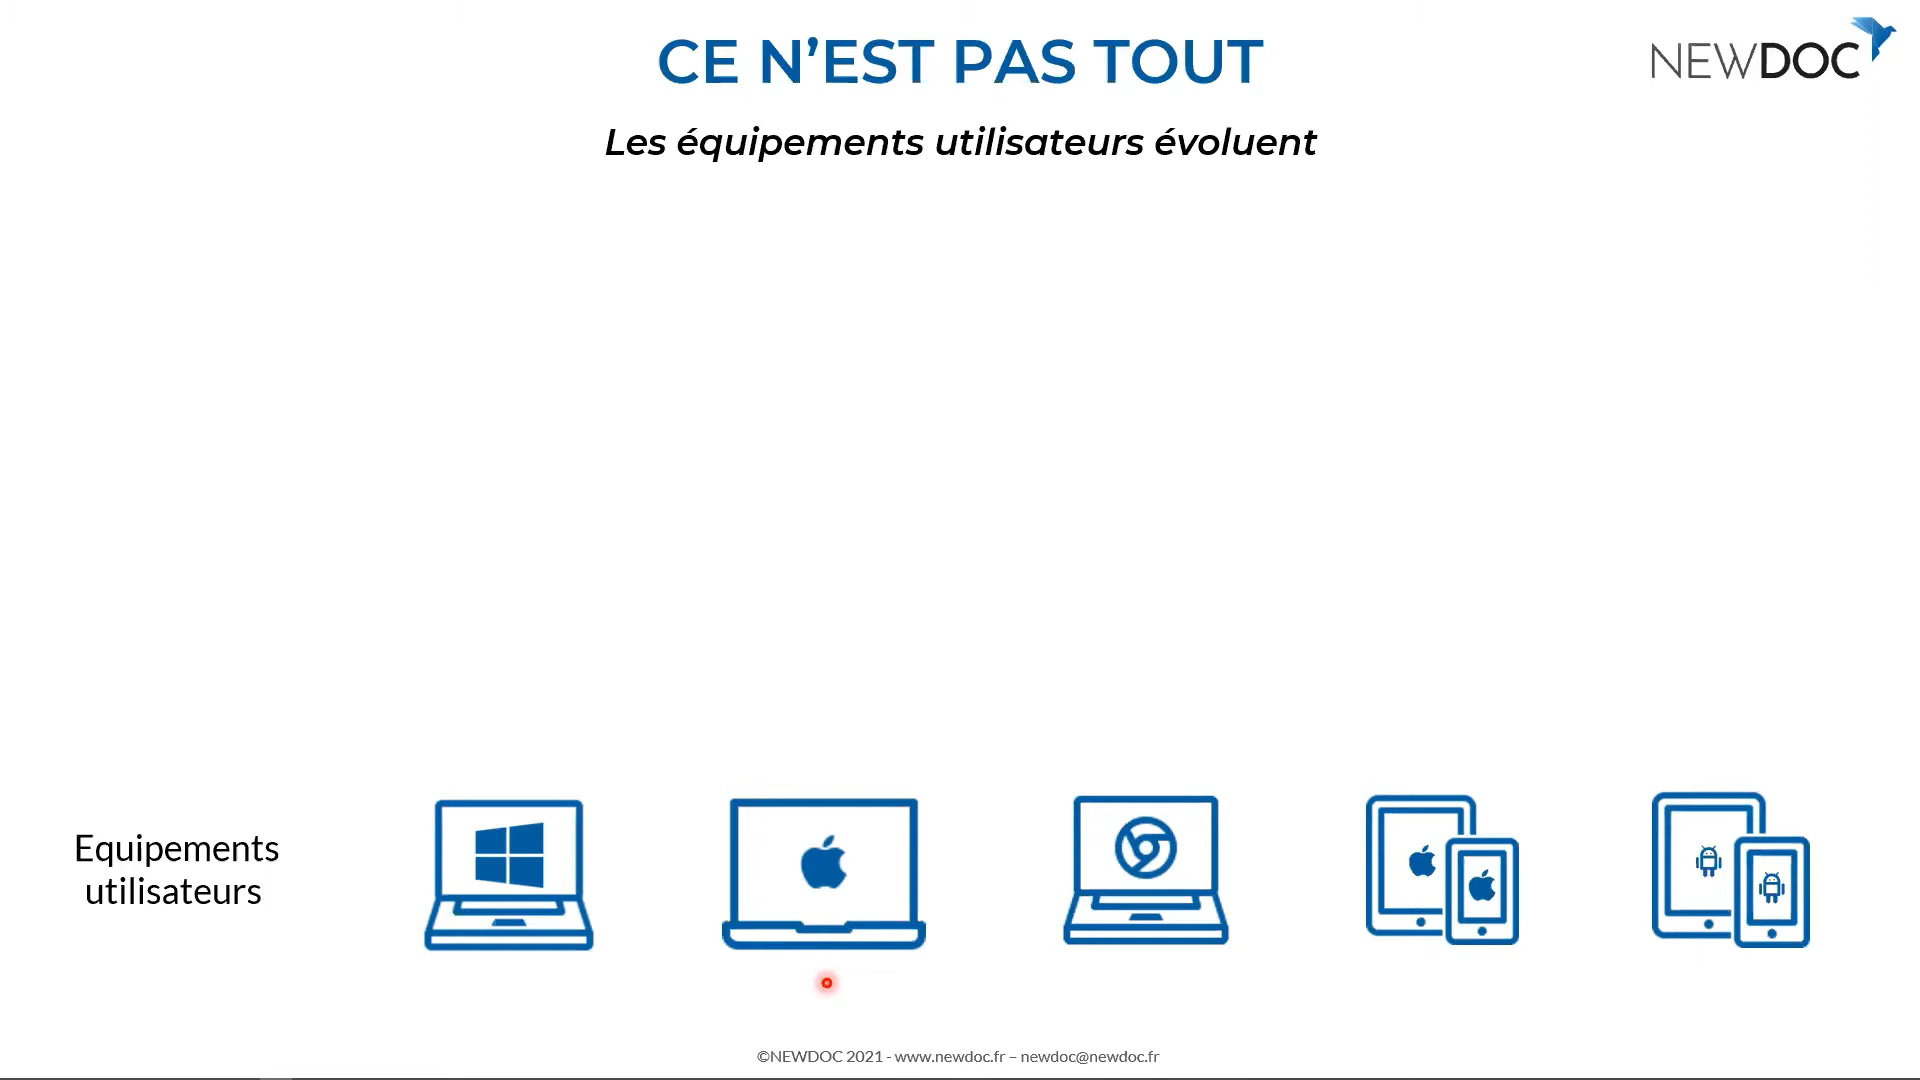 CE N’EST PAS TOUT
NEWDOC
Les équipements utilisateurs évoluent
Equipements
utilisateurs
©NEWDOC 2021 - www.newdoc.fr – newdoc@newdoc.fr